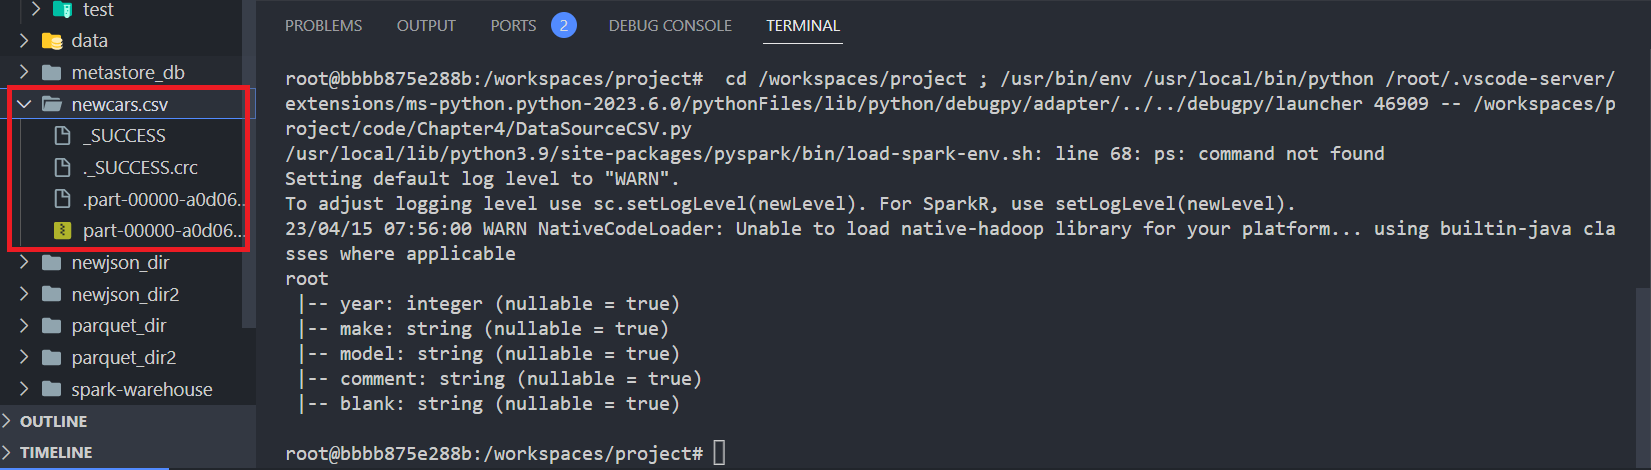 test
data
metastore_db
newcars.csv
_SUCCESS
._SUCCESS.crc
.part-00000-a0d06...
part-00000-a0d06...
newjson_dir
newjson_dir2
parquet_dir
parquet_dir2
spark-warehouse
OUTLINE
TIMELINE
PROBLEMS OUTPUT PORTS 2 DEBUG CONSOLE TERMINAL
root@bbbb875e288b:/workspaces/project#  cd /workspaces/project ; /usr/bin/env /usr/local/bin/python /root/.vscode-server/
extensions/ms-python.python-2023.6.0/pythonFiles/lib/python/debugpy/adapter/../../debugpy/launcher 46909 -- /workspaces/p
roject/code/Chapter4/DataSourceCSV.py
/usr/local/lib/python3.9/site-packages/pyspark/bin/load-spark-env.sh: line 68: ps: command not found
Setting default log level to "WARN".
To adjust logging level use sc.setLogLevel(newLevel). For SparkR, use setLogLevel(newLevel).
23/04/15 07:56:00 WARN NativeCodeLoader: Unable to load native-hadoop library for your platform... using builtin-java cla
sses where applicable
root
 |-- year: integer (nullable = true)
 |-- make: string (nullable = true)
 |-- model: string (nullable = true)
 |-- comment: string (nullable = true)
 |-- blank: string (nullable = true)
root@bbbb875e288b:/workspaces/project#